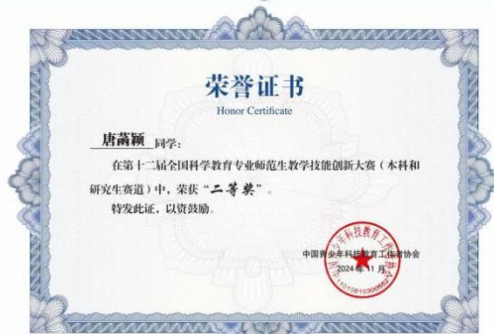 荣誉证书
Honor Certificate
唐菡颖 同学：
在第十二届全国科学教育专业师范生教学技能创新大赛（本科和
研究生赛道）中，荣获“二等奖”。
特发此证，以资鼓励。
中国青少年科技教育工作者协会
2024年11月